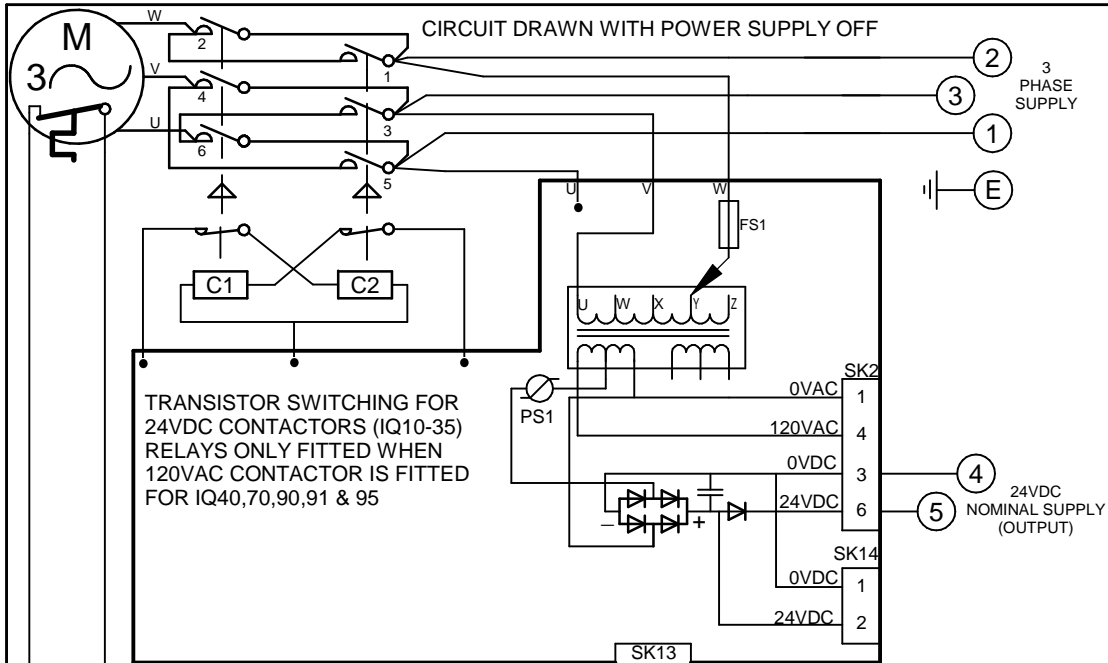 CIRCUIT DRAWN WITH POWER SUPPLY OFF
W
M
3
V
U
2
1
4
3
6
5
2
3
1
3
PHASE
SUPPLY
E
U
V
W
FS1
C1
C2
U
W
X
Y
Z
PS1
TRANSISTOR SWITCHING FOR
24VDC CONTACTORS (IQ10-35)
RELAYS ONLY FITTED WHEN
120VAC CONTACTOR IS FITTED
FOR IQ40,70,90,91 & 95
SK2
0VAC 1
120VAC 4
0VDC 3
24VDC 6
4
5
24VDC
NOMINAL SUPPLY
(OUTPUT)
− +
SK14
0VDC 1
24VDC 2
SK13